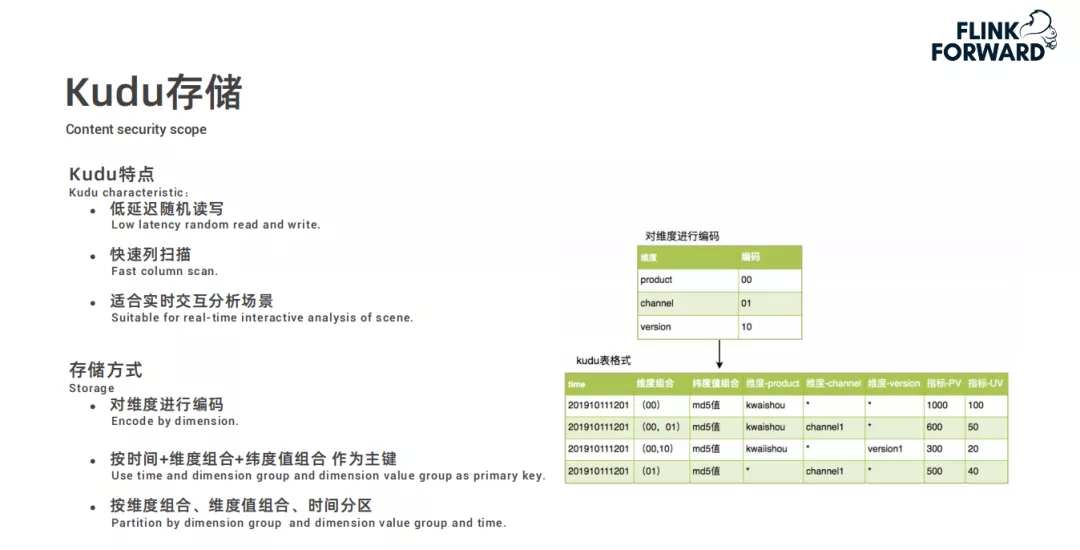 FLINK
FORWARD
Kudu存储
Content security scope
Kudu特点
Kudu characteristic：
低延迟随机读写
Low latency random read and write.
快速列扫描
Fast column scan.
适合实时交互分析场景
Suitable for real-time interactive analysis of scene.
存储方式
Storage
对维度进行编码
Encode by dimension.
按时间+维度组合+纬度值组合 作为主键
Use time and dimension group and dimension value group as primary key.
按维度组合、维度值组合、时间分区
Partition by dimension group and dimension value group and time.
对维度进行编码
维度 编码
product 00
channel 01
version 10
kudu表格式
time 维度组合 纬度值组合 维度-product 维度-channel 维度-version 指标-PV 指标-UV
201910111201 （00） md5值 kwaishou * * 1000 100
201910111201 （00，01） md5值 kwaishou channel1 * 600 50
201910111201 （00,10） md5值 kwaiishou * version1 300 20
201910111201 （01） md5值 * channel1 * 500 40